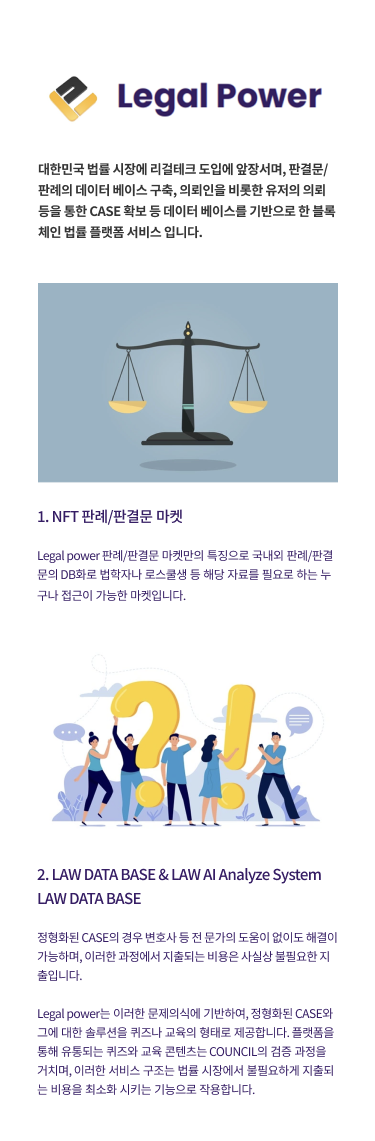 Legal Power
대한민국 법률 시장에 리걸테크 도입에 앞장서며, 판결문/
판례의 데이터 베이스 구축, 의뢰인을 비롯한 유저의 의뢰
등을 통한 CASE 확보 등 데이터 베이스를 기반으로 한 블록
체인 법률 플랫폼 서비스 입니다.
1. NFT 판례/판결문 마켓
Legal power 판례/판결문 마켓만의 특징으로 국내외 판례/판결
문의 DB화로 법학자나 로스쿨생 등 해당 자료를 필요로 하는 누
구나 접근이 가능한 마켓입니다.
2. LAW DATA BASE & LAW AI Analyze System
LAW DATA BASE
정형화된 CASE의 경우 변호사 등 전 문가의 도움이 없이도 해결이
가능하며, 이러한 과정에서 지출되는 비용은 사실상 불필요한 지
출입니다.
Legal power는 이러한 문제의식에 기반하여, 정형화된 CASE와
그에 대한 솔루션을 퀴즈나 교육의 형태로 제공합니다. 플랫폼을
통해 유통되는 퀴즈와 교육 콘텐츠는 COUNCIL의 검증 과정을
거치며, 이러한 서비스 구조는 법률 시장에서 불필요하게 지출되
는 비용을 최소화 시키는 기능으로 작용합니다.